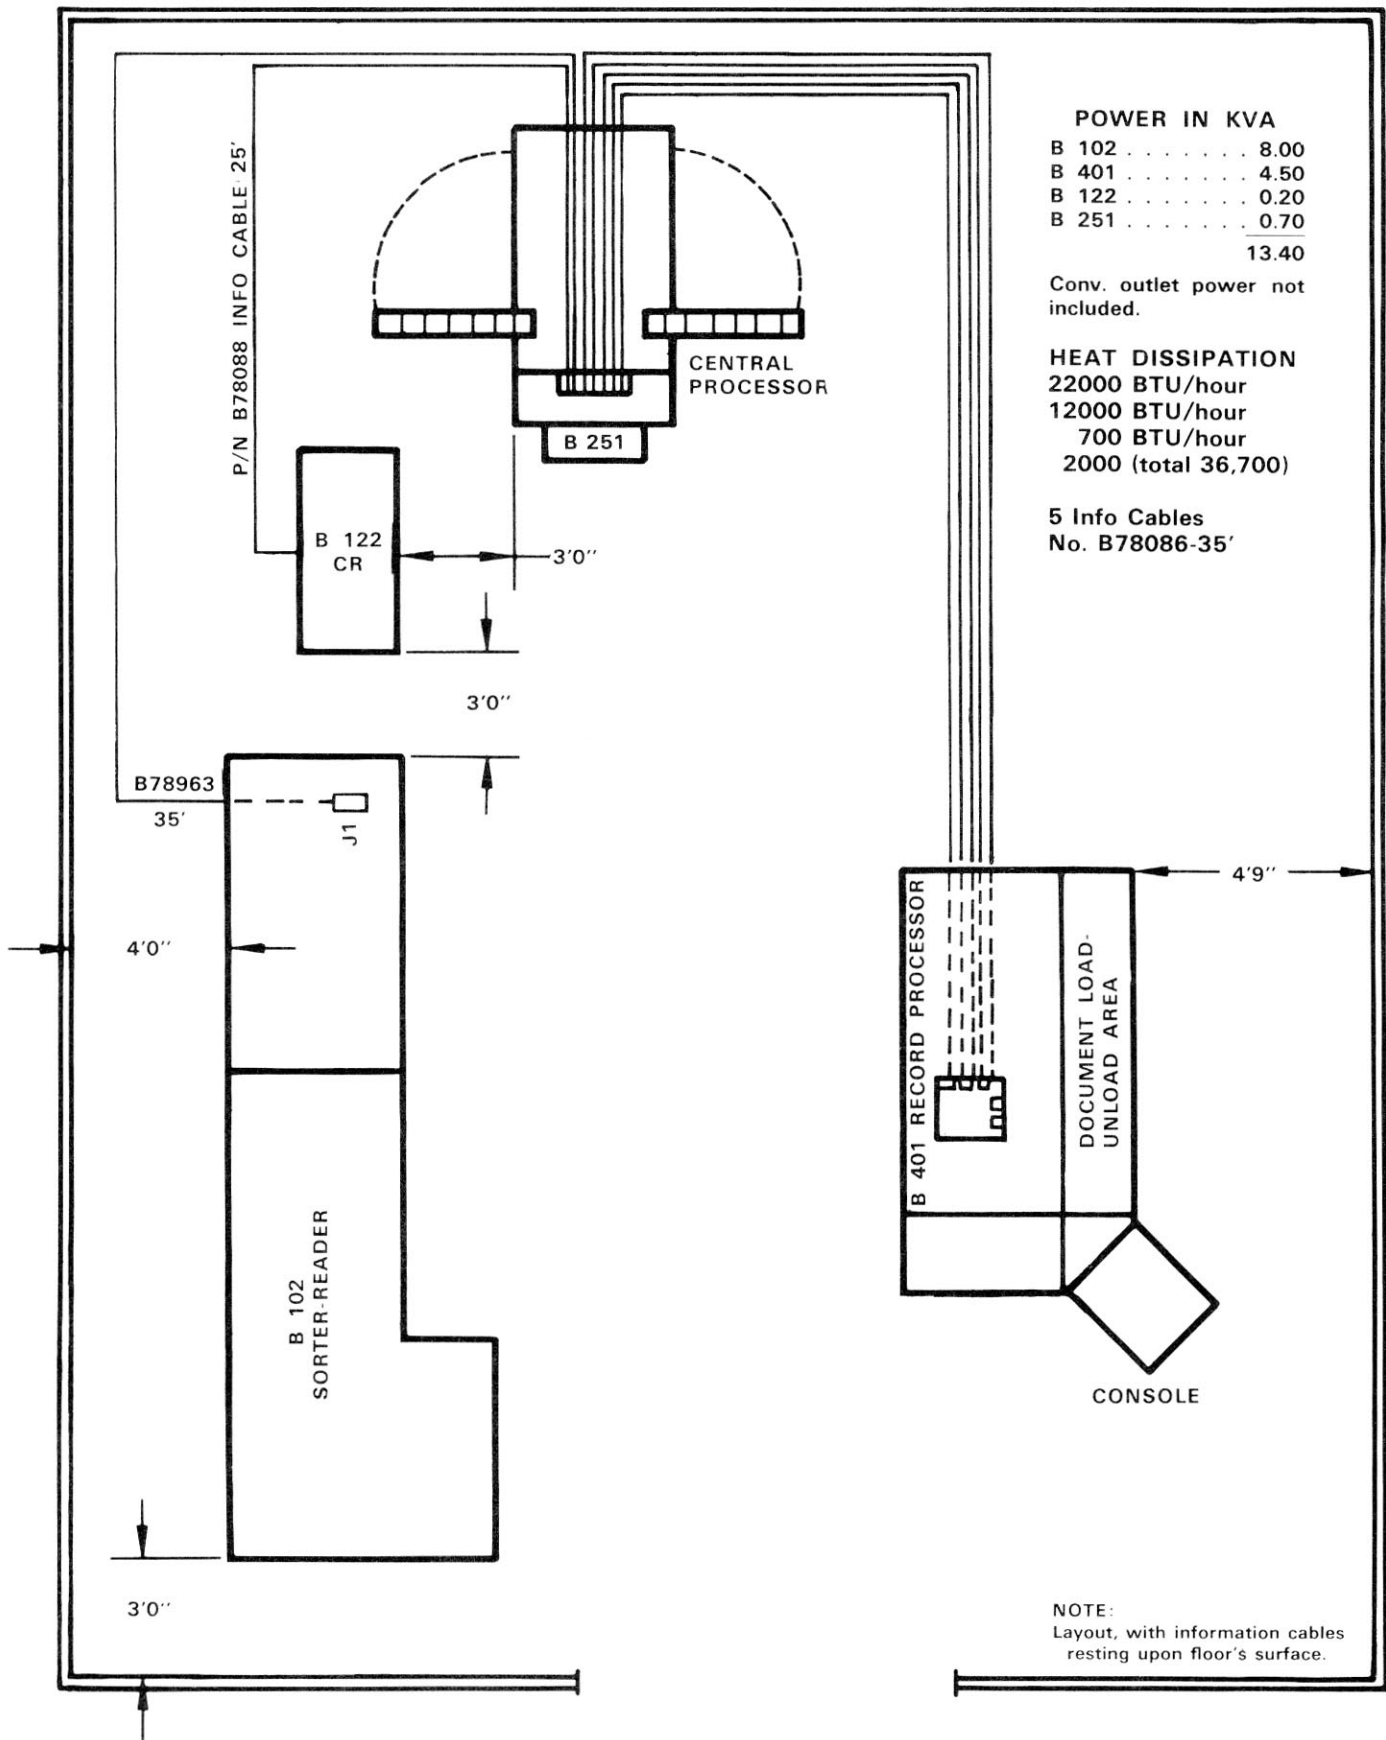 POWER IN KVA
B 102 . . . . . . . 8.00
B 401 . . . . . . . 4.50
B 122 . . . . . . . 0.20
B 251 . . . . . . . 0.70
13.40
Conv. outlet power not
included.
HEAT DISSIPATION
22000 BTU/hour
12000 BTU/hour
700 BTU/hour
2000 (total 36,700)
5 Info Cables
No. B78086-35'
P/N B78088 INFO CABLE 25'
CENTRAL
PROCESSOR
B 251
B 122
CR
3'0''
3'0''
B78963
35'
J1
4'0''
4'9''
B 401 RECORD PROCESSOR
DOCUMENT LOAD-
UNLOAD AREA
B 102
SORTER-READER
CONSOLE
3'0''
NOTE:
Layout, with information cables
resting upon floor's surface.